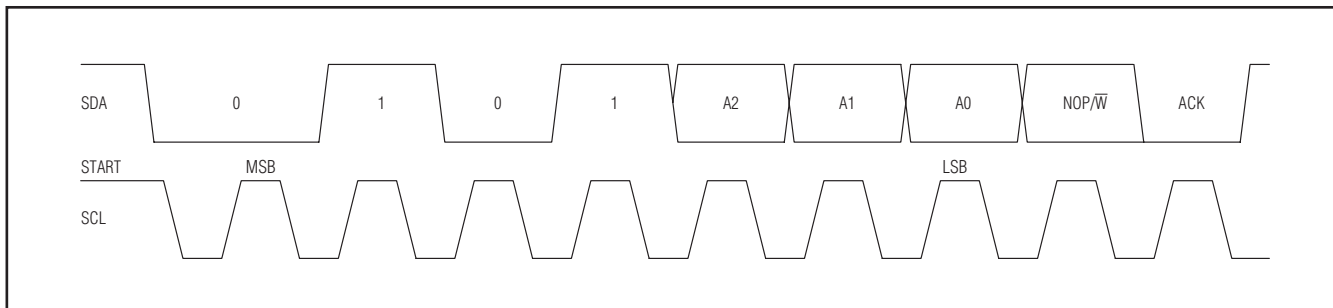 SDA 0 1 0 1 A2 A1 A0 NOP/W̅ ACK
START MSB LSB
SCL